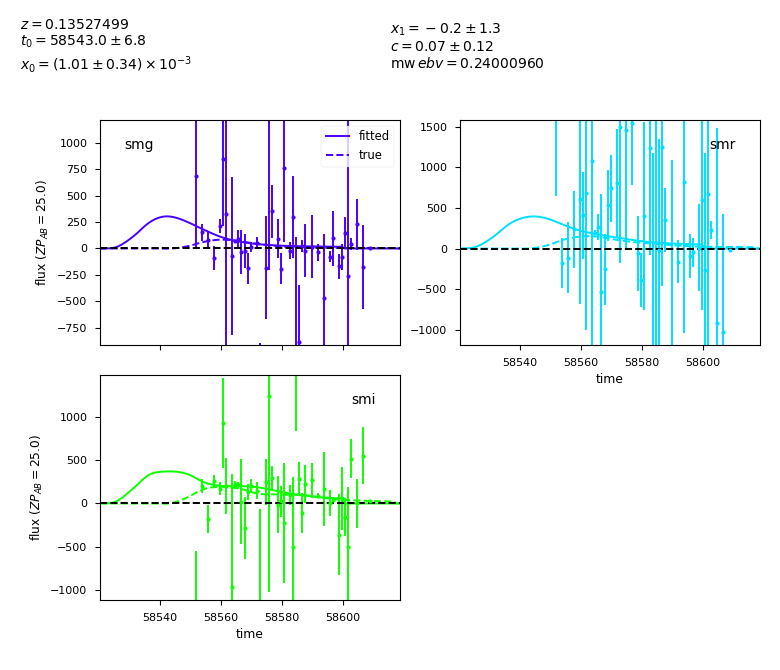 z = 0.13527499
t₀ = 58543.0 ± 6.8
x₀ = (1.01 ± 0.34) × 10⁻³
x₁ = −0.2 ± 1.3
c = 0.07 ± 0.12
mw ebv = 0.24000960
smg
fitted
true
1000
750
500
250
0
−250
−500
−750
flux (ZP_AB = 25.0)
smr
1500
1000
500
0
−500
−1000
58540 58560 58580 58600
time
smi
1000
500
0
−500
−1000
flux (ZP_AB = 25.0)
58540 58560 58580 58600
time